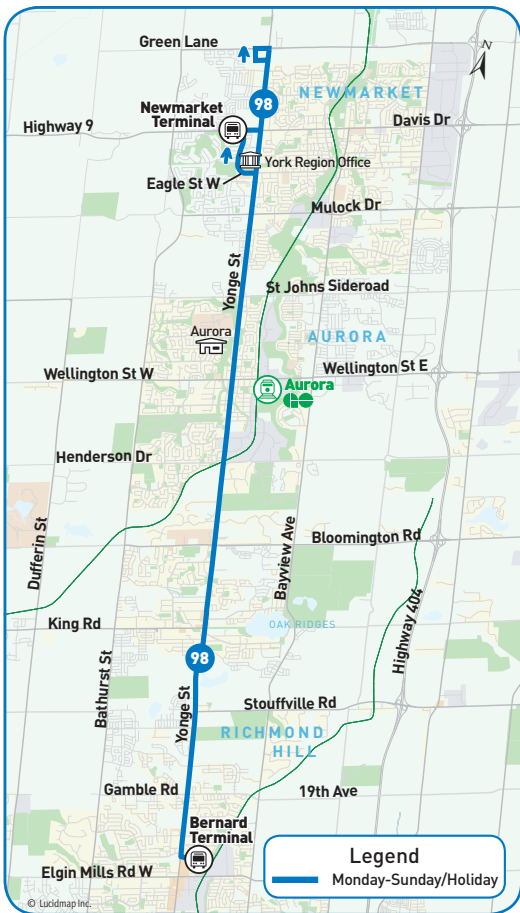 Green Lane
N
NEWMARKET
98
Newmarket
Terminal
Highway 9
Davis Dr
York Region Office
Eagle St W
Mulock Dr
Yonge St
St Johns Sideroad
Aurora
AURORA
Wellington St W
Wellington St E
Aurora
GO
Henderson Dr
Dufferin St
Bayview Ave
Bloomington Rd
Highway 404
King Rd
OAK RIDGES
98
Bathurst St
Yonge St
Stouffville Rd
RICHMOND
HILL
Gamble Rd
19th Ave
Bernard
Terminal
Elgin Mills Rd W
Legend
Monday-Sunday/Holiday
© Lucidmap Inc.